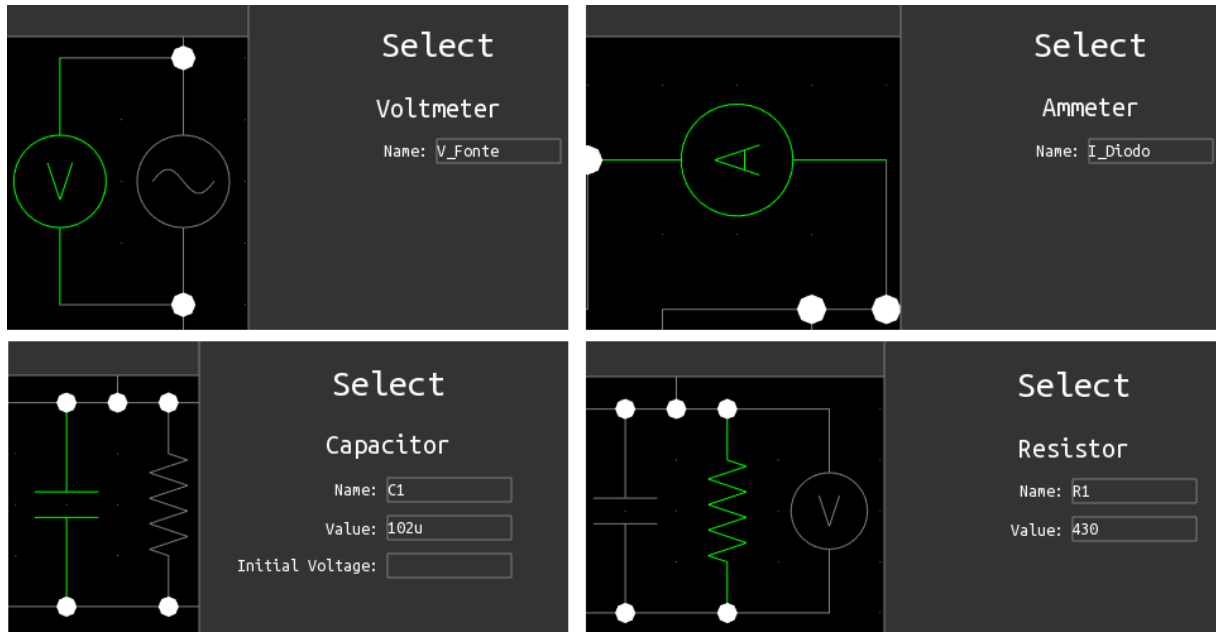 Select
Voltmeter
Name: V_Fonte
V
Select
Ammeter
Name: I_Diodo
A
Select
Capacitor
Name: C1
Value: 102u
Initial Voltage:
Select
Resistor
Name: R1
Value: 430
V